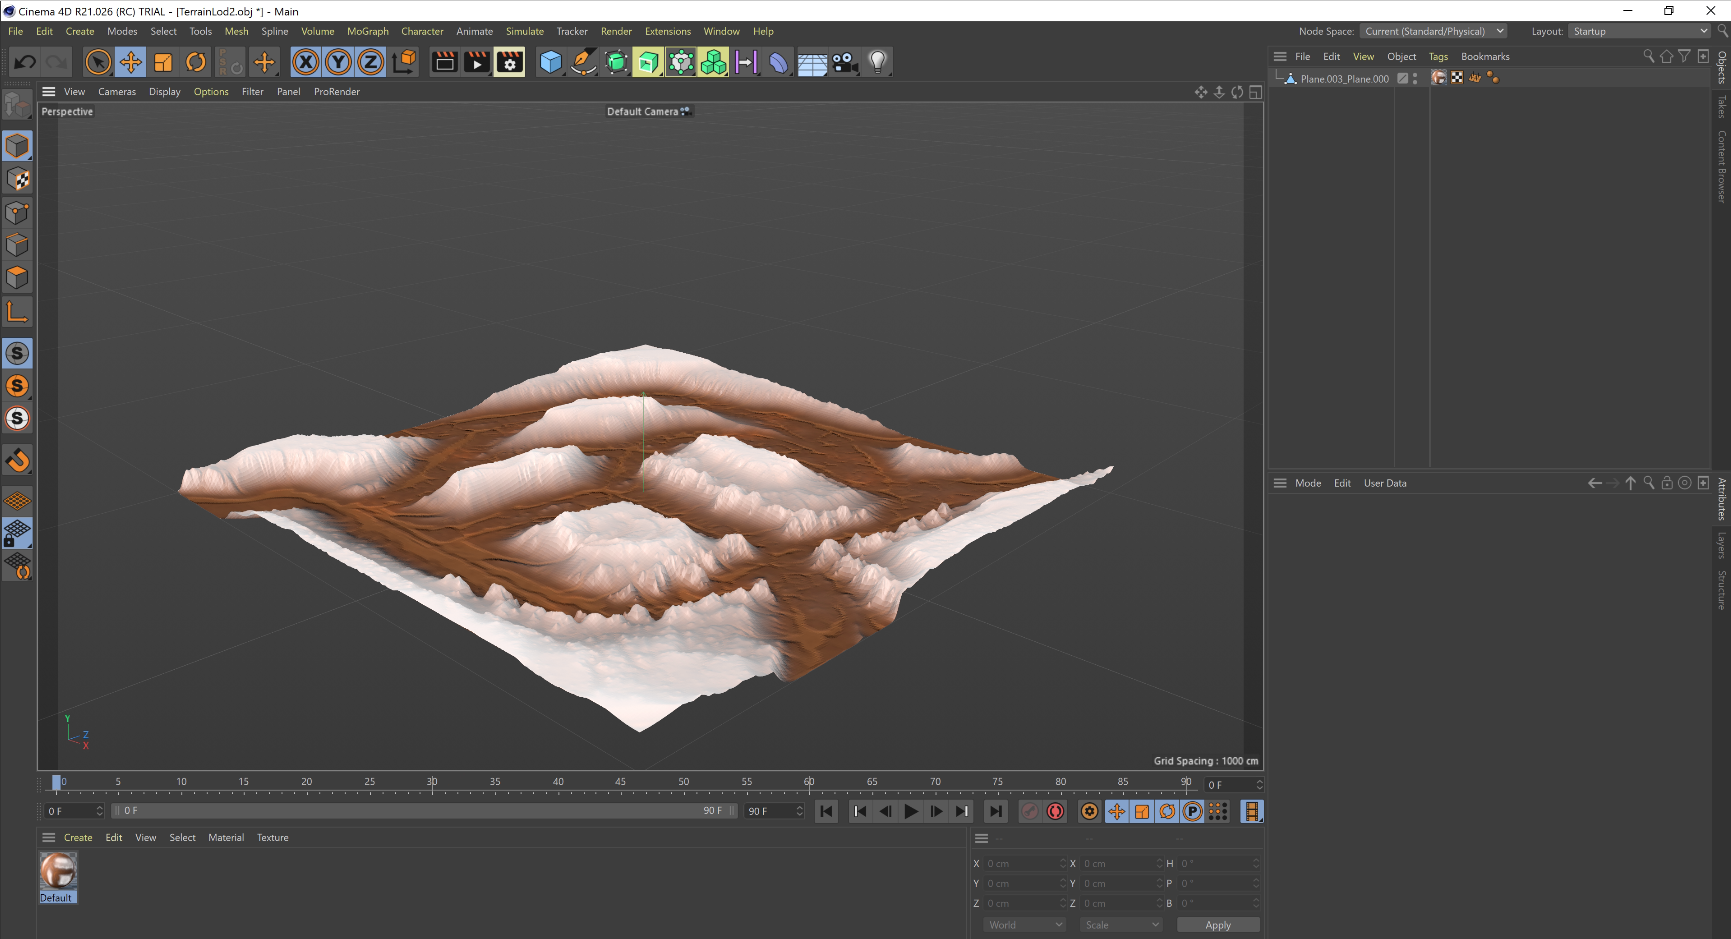 Cinema 4D R21.026 (RC) TRIAL - [TerrainLod2.obj *] - Main
File Edit Create Modes Select Tools Mesh Spline Volume MoGraph Character Animate Simulate Tracker Render Extensions Window Help
Node Space: Current (Standard/Physical) Layout: Startup
X Y Z
File Edit View Object Tags Bookmarks
Plane.003_Plane.000
Objects
Takes
Content Browser
View Cameras Display Options Filter Panel ProRender
Perspective
Default Camera
S
S
S
Y
Z
X
Grid Spacing : 1000 cm
Mode Edit User Data
Attributes
Layers
Structure
0 5 10 15 20 25 30 35 40 45 50 55 60 65 70 75 80 85 90
0 F
0 F 0 F 90 F 90 F
P
Create Edit View Select Material Texture
Default
-- -- --
X 0 cm X 0 cm H 0 °
Y 0 cm Y 0 cm P 0 °
Z 0 cm Z 0 cm B 0 °
World Scale Apply